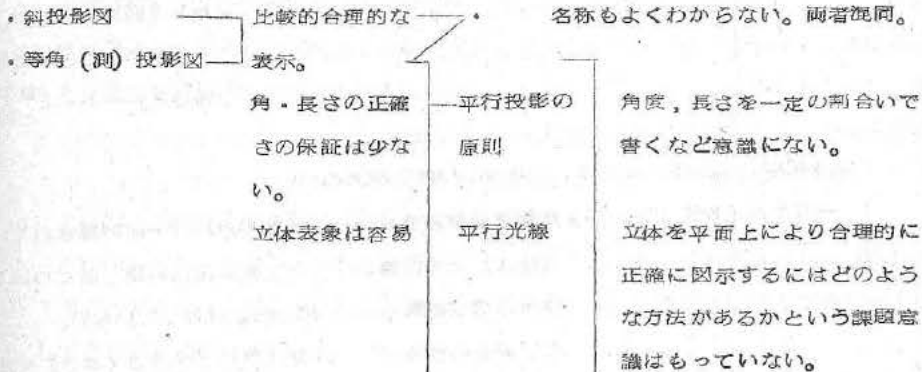 ・斜投影図
・等角（測）投影図
比較的合理的な
表示。
角・長さの正確
さの保証は少な
い。
立体表象は容易
平行投影の
原則
平行光線
・名称もよくわからない。両者混同。
角度，長さを一定の割合いで
書くなど意識にない。
立体を平面上により合理的に
正確に図示するにはどのよう
な方法があるかという課題意
識はもっていない。